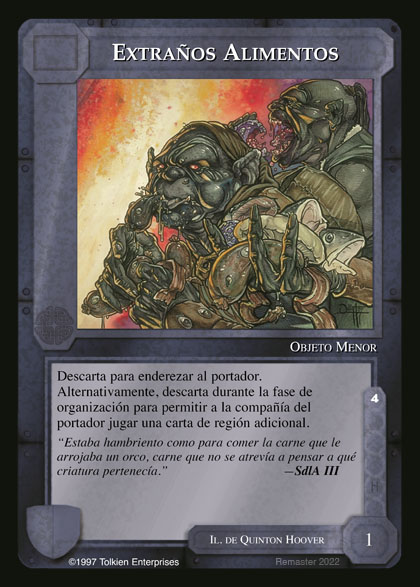 Extraños Alimentos
Objeto Menor
Descarta para enderezar al portador.
Alternativamente, descarta durante la fase de
organización para permitir a la compañía del
portador jugar una carta de región adicional.
“Estaba hambriento como para comer la carne que le
arrojaba un orco, carne que no se atrevía a pensar a qué
criatura pertenecía.” —SdlA III
4
H
Il. de Quinton Hoover
1
©1997 Tolkien Enterprises
Remaster 2022